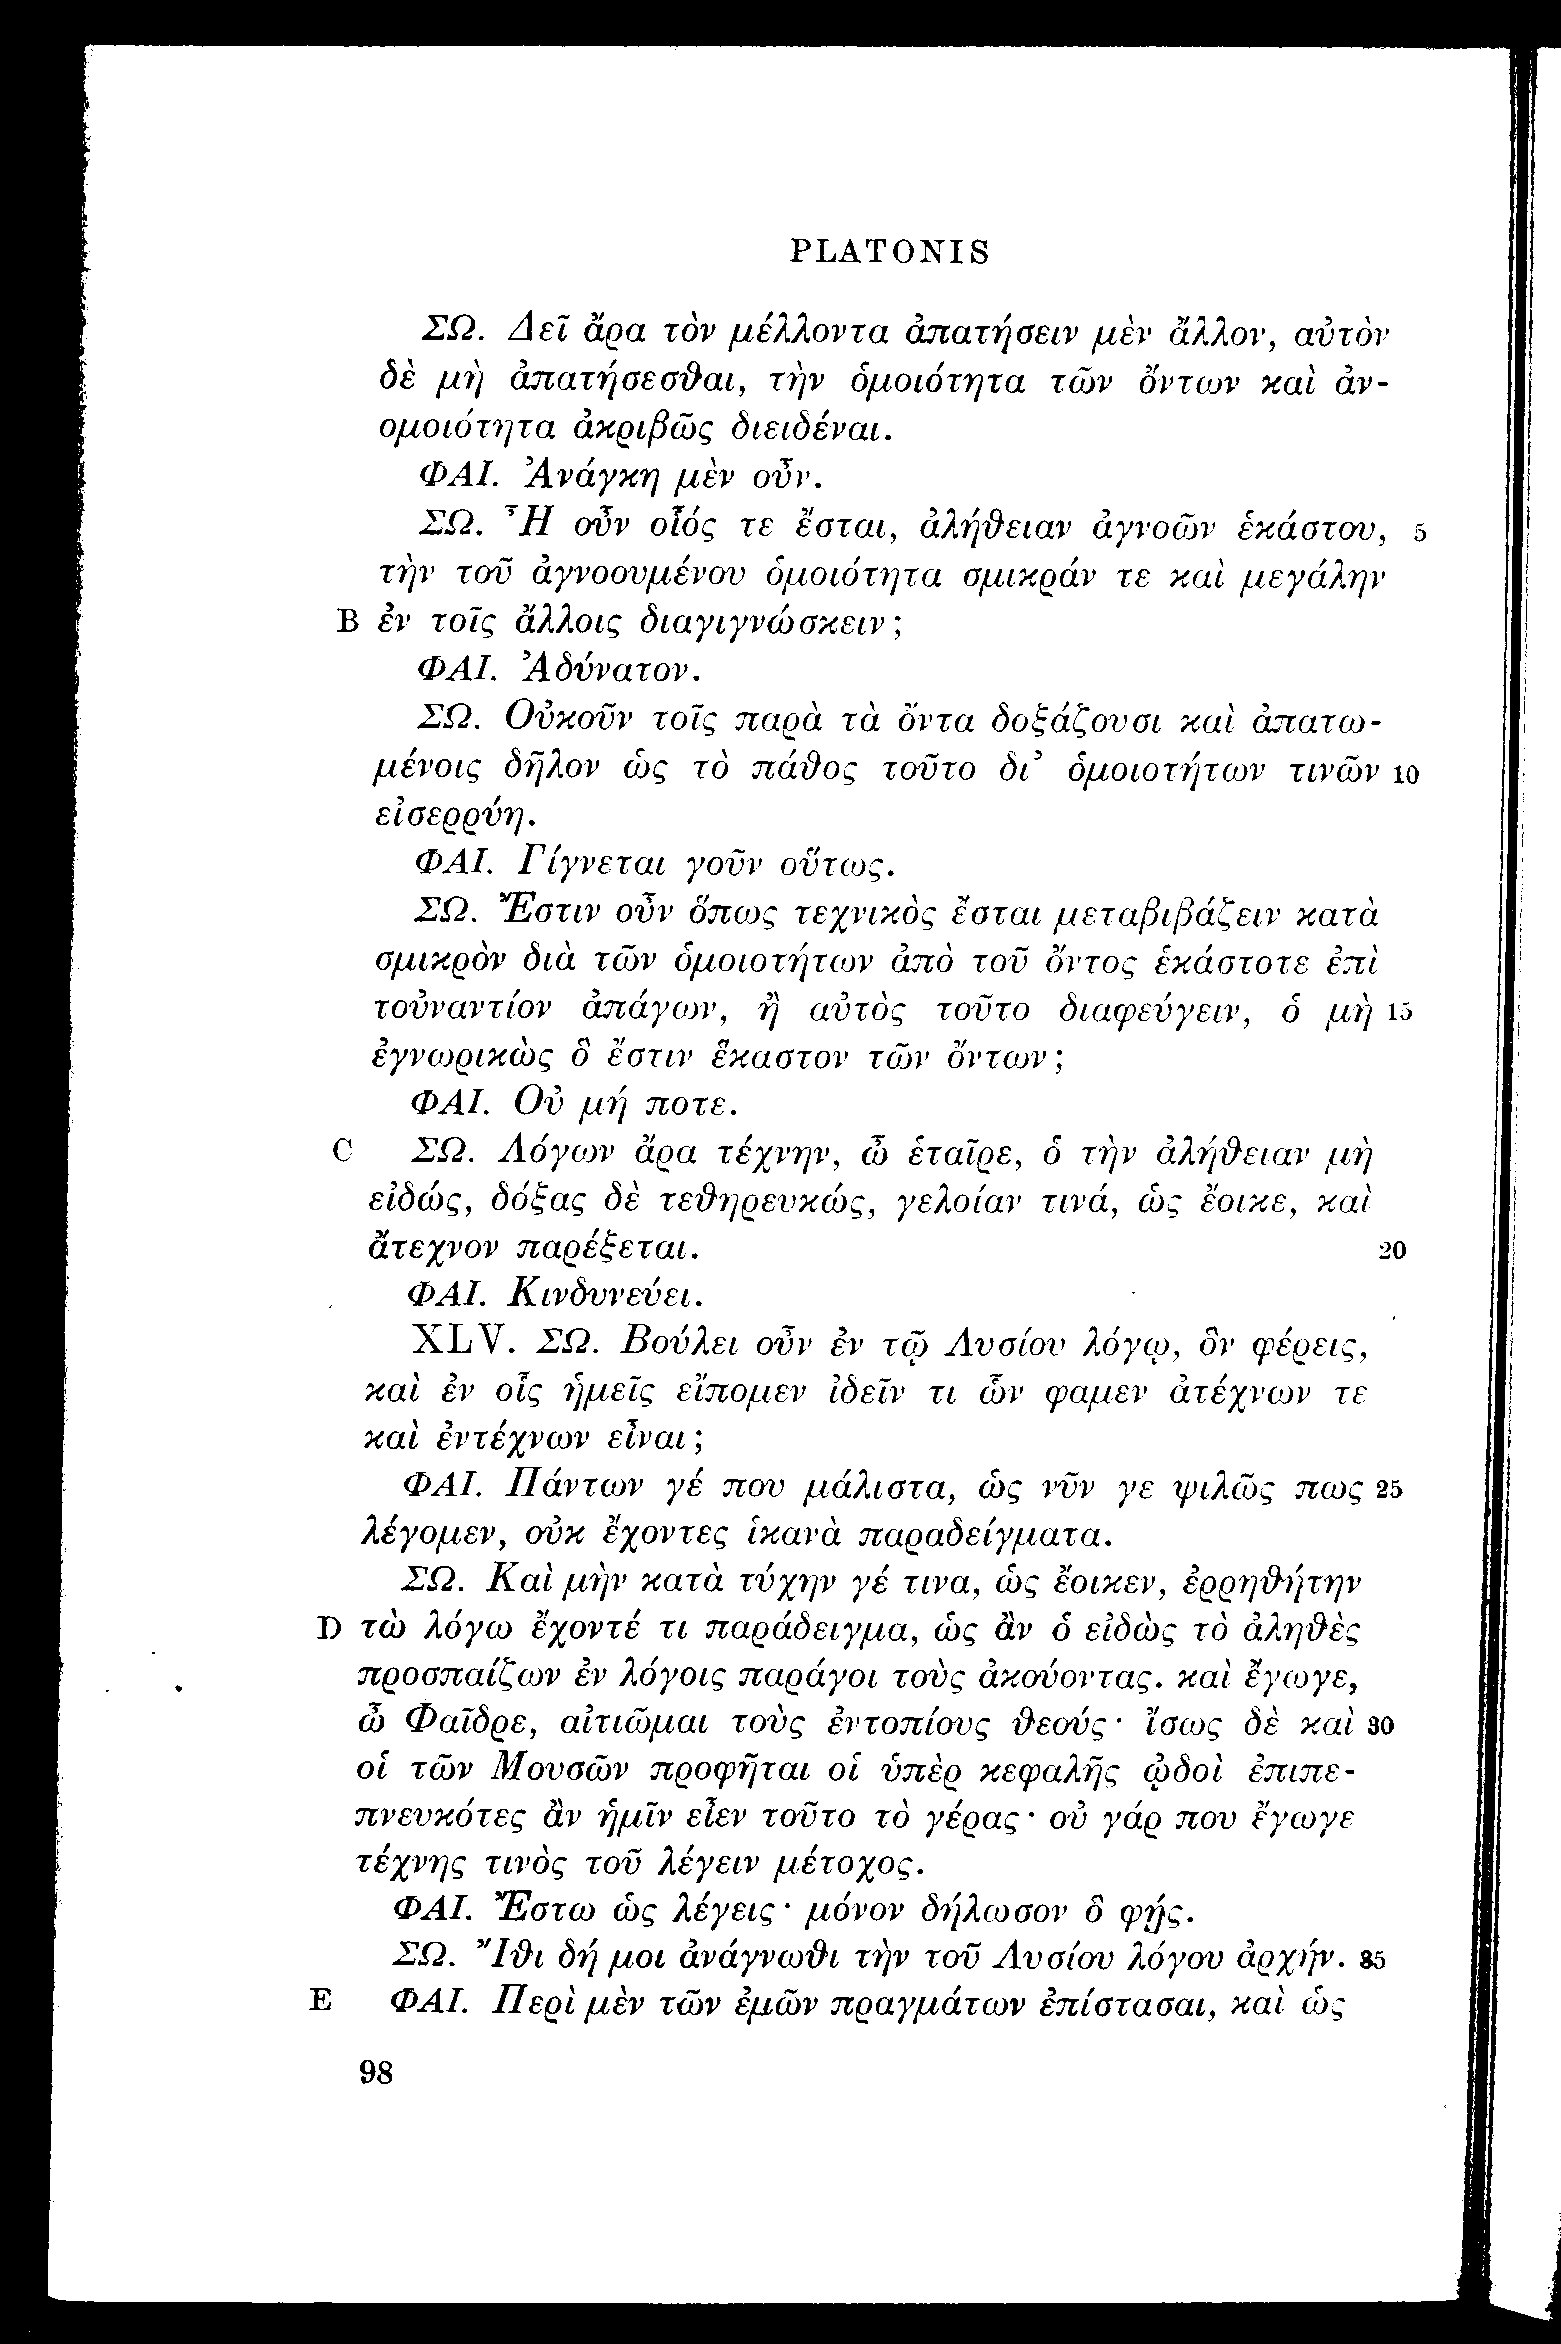 PLATONIS
ΣΩ. Δεῖ ἄρα τὸν μέλλοντα ἀπατήσειν μὲν ἄλλον, αὐτὸν
δὲ μὴ ἀπατήσεσθαι, τὴν ὁμοιότητα τῶν ὄντων καὶ ἀν-
ομοιότητα ἀκριβῶς διειδέναι.
ΦΑΙ. Ἀνάγκη μὲν οὖν.
ΣΩ. Ἦ οὖν οἷός τε ἔσται, ἀλήθειαν ἀγνοῶν ἑκάστου, 5
τὴν τοῦ ἀγνοουμένου ὁμοιότητα σμικράν τε καὶ μεγάλην
B ἐν τοῖς ἄλλοις διαγιγνώσκειν;
ΦΑΙ. Ἀδύνατον.
ΣΩ. Οὐκοῦν τοῖς παρὰ τὰ ὄντα δοξάζουσι καὶ ἀπατω-
μένοις δῆλον ὡς τὸ πάθος τοῦτο δι’ ὁμοιοτήτων τινῶν 10
εἰσερρύη.
ΦΑΙ. Γίγνεται γοῦν οὕτως.
ΣΩ. Ἔστιν οὖν ὅπως τεχνικὸς ἔσται μεταβιβάζειν κατὰ
σμικρὸν διὰ τῶν ὁμοιοτήτων ἀπὸ τοῦ ὄντος ἑκάστοτε ἐπὶ
τοὐναντίον ἀπάγων, ἢ αὐτὸς τοῦτο διαφεύγειν, ὁ μὴ 15
ἐγνωρικὼς ὃ ἔστιν ἕκαστον τῶν ὄντων;
ΦΑΙ. Οὐ μή ποτε.
C ΣΩ. Λόγων ἄρα τέχνην, ὦ ἑταῖρε, ὁ τὴν ἀλήθειαν μὴ
εἰδώς, δόξας δὲ τεθηρευκώς, γελοίαν τινά, ὡς ἔοικε, καὶ
ἄτεχνον παρέξεται. 20
ΦΑΙ. Κινδυνεύει.
XLV. ΣΩ. Βούλει οὖν ἐν τῷ Λυσίου λόγῳ, ὃν φέρεις,
καὶ ἐν οἷς ἡμεῖς εἴπομεν ἰδεῖν τι ὧν φαμεν ἀτέχνων τε
καὶ ἐντέχνων εἶναι;
ΦΑΙ. Πάντων γέ που μάλιστα, ὡς νῦν γε ψιλῶς πως 25
λέγομεν, οὐκ ἔχοντες ἱκανὰ παραδείγματα.
ΣΩ. Καὶ μὴν κατὰ τύχην γέ τινα, ὡς ἔοικεν, ἐρρηθήτην
D τὼ λόγω ἔχοντέ τι παράδειγμα, ὡς ἂν ὁ εἰδὼς τὸ ἀληθὲς
προσπαίζων ἐν λόγοις παράγοι τοὺς ἀκούοντας. καὶ ἔγωγε,
ὦ Φαῖδρε, αἰτιῶμαι τοὺς ἐντοπίους θεούς· ἴσως δὲ καὶ 30
οἱ τῶν Μουσῶν προφῆται οἱ ὑπὲρ κεφαλῆς ᾠδοὶ ἐπιπε-
πνευκότες ἂν ἡμῖν εἶεν τοῦτο τὸ γέρας· οὐ γάρ που ἔγωγε
τέχνης τινὸς τοῦ λέγειν μέτοχος.
ΦΑΙ. Ἔστω ὡς λέγεις· μόνον δήλωσον ὃ φῄς.
ΣΩ. Ἴθι δή μοι ἀνάγνωθι τὴν τοῦ Λυσίου λόγου ἀρχήν. 35
E ΦΑΙ. Περὶ μὲν τῶν ἐμῶν πραγμάτων ἐπίστασαι, καὶ ὡς
98